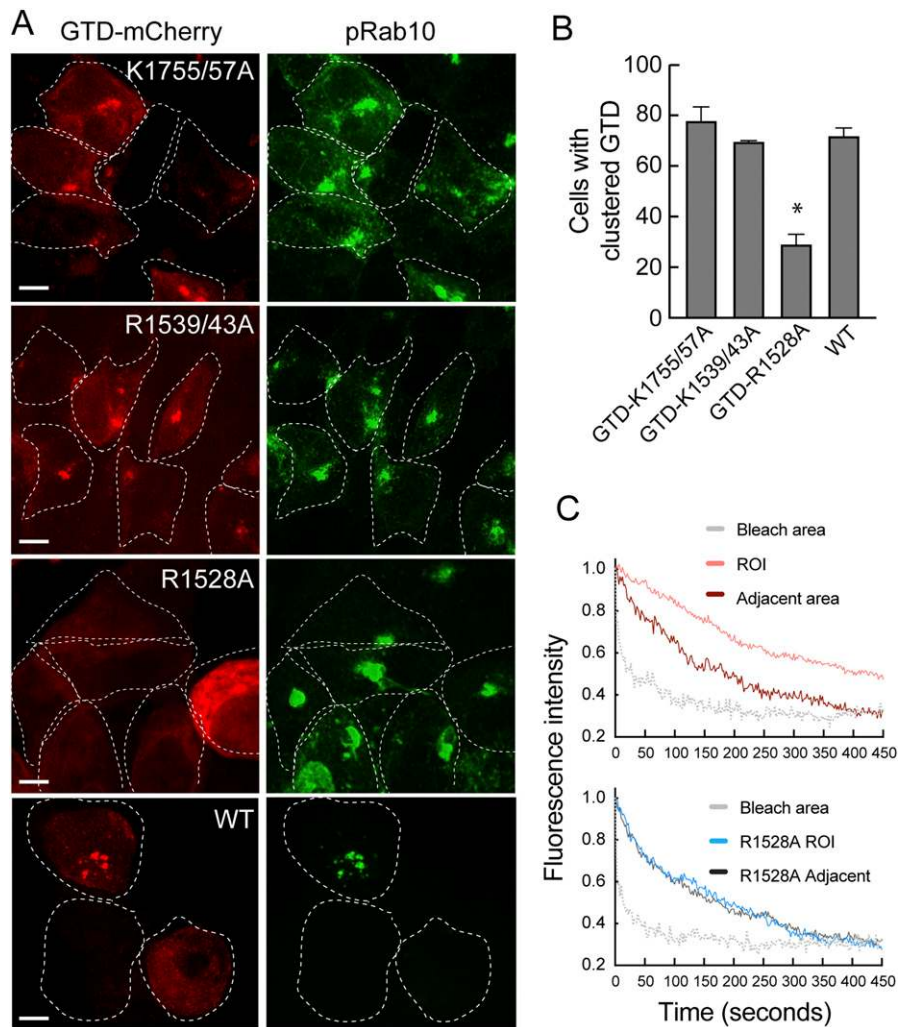 A
GTD-mCherry
pRab10
K1755/57A
R1539/43A
R1528A
WT
B
Cells with
clustered GTD
100
80
60
40
20
0
*
GTD-K1755/57A
GTD-K1539/43A
GTD-R1528A
WT
C
Fluorescence intensity
Bleach area
ROI
Adjacent area
1.0
0.8
0.6
0.4
0.2
0 50 100 150 200 250 300 350 400 450
Bleach area
R1528A ROI
R1528A Adjacent
1.0
0.8
0.6
0.4
0.2
0 50 100 150 200 250 300 350 400 450
Time (seconds)